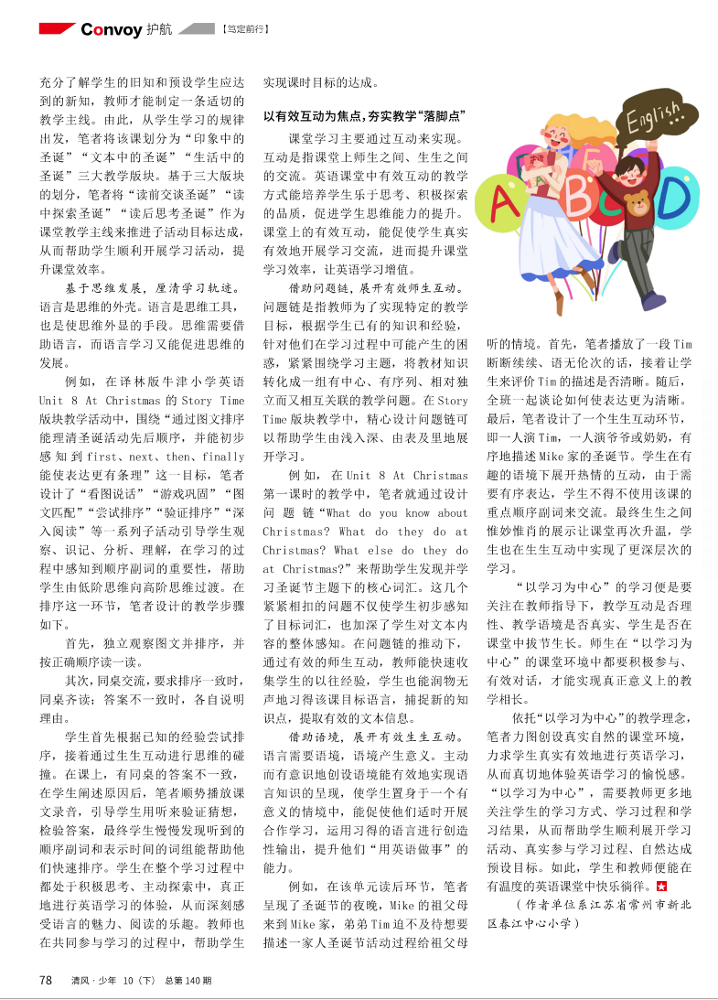 Convoy 护航 【笃定前行】
充分了解学生的旧知和预设学生应达
到的新知，教师才能制定一条适切的
教学主线。由此，从学生学习的规律
出发，笔者将该课划分为“印象中的
圣诞”“文本中的圣诞”“生活中的
圣诞”三大教学版块。基于三大版块
的划分，笔者将“读前交谈圣诞”“读
中探索圣诞”“读后思考圣诞”作为
课堂教学主线来推进子活动目标达成，
从而帮助学生顺利开展学习活动，提
升课堂效率。
基于思维发展，厘清学习轨迹。
语言是思维的外壳。语言是思维工具，
也是使思维外显的手段。思维需要借
助语言，而语言学习又能促进思维的
发展。
例如，在译林版牛津小学英语
Unit 8 At Christmas 的 Story Time
版块教学活动中，围绕“通过图文排序
能理清圣诞活动先后顺序，并能初步
感知到 first、next、then、finally
能使表达更有条理”这一目标，笔者
设计了“看图说话”“游戏巩固”“图
文匹配”“尝试排序”“验证排序”“深
入阅读”等一系列子活动引导学生观
察、识记、分析、理解，在学习的过
程中感知到顺序副词的重要性，帮助
学生由低阶思维向高阶思维过渡。在
排序这一环节，笔者设计的教学步骤
如下。
首先，独立观察图文并排序，并
按正确顺序读一读。
其次，同桌交流，要求排序一致时，
同桌齐读；答案不一致时，各自说明
理由。
学生首先根据已知的经验尝试排
序，接着通过生生互动进行思维的碰
撞。在课上，有同桌的答案不一致，
在学生阐述原因后，笔者顺势播放课
文录音，引导学生用听来验证猜想，
检验答案，最终学生慢慢发现听到的
顺序副词和表示时间的词组能帮助他
们快速排序。学生在整个学习过程中
都处于积极思考、主动探索中，真正
地进行英语学习的体验，从而深刻感
受语言的魅力、阅读的乐趣。教师也
在共同参与学习的过程中，帮助学生
实现课时目标的达成。
以有效互动为焦点，夯实教学“落脚点”
课堂学习主要通过互动来实现。
互动是指课堂上师生之间、生生之间
的交流。英语课堂中有效互动的教学
方式能培养学生乐于思考、积极探索
的品质，促进学生思维能力的提升。
课堂上的有效互动，能促使学生真实
有效地开展学习交流，进而提升课堂
学习效率，让英语学习增值。
借助问题链，展开有效师生互动。
问题链是指教师为了实现特定的教学
目标，根据学生已有的知识和经验，
针对他们在学习过程中可能产生的困
惑，紧紧围绕学习主题，将教材知识
转化成一组有中心、有序列、相对独
立而又相互关联的教学问题。在 Story
Time 版块教学中，精心设计问题链可
以帮助学生由浅入深、由表及里地展
开学习。
例如，在 Unit 8 At Christmas
第一课时的教学中，笔者就通过设计
问题链“What do you know about
Christmas? What do they do at
Christmas? What else do they do
at Christmas?”来帮助学生发现并学
习圣诞节主题下的核心词汇。这几个
紧紧相扣的问题不仅使学生初步感知
了目标词汇，也加深了学生对文本内
容的整体感知。在问题链的推动下，
通过有效的师生互动，教师能快速收
集学生的以往经验，学生也能润物无
声地习得该课目标语言，捕捉新的知
识点，提取有效的文本信息。
借助语境，展开有效生生互动。
语言需要语境，语境产生意义。主动
而有意识地创设语境能有效地实现语
言知识的呈现，使学生置身于一个有
意义的情境中，能促使他们适时开展
合作学习，运用习得的语言进行创造
性输出，提升他们“用英语做事”的
能力。
例如，在该单元读后环节，笔者
呈现了圣诞节的夜晚，Mike 的祖父母
来到 Mike 家，弟弟 Tim 迫不及待想要
描述一家人圣诞节活动过程给祖父母
English...
A B C D
听的情境。首先，笔者播放了一段 Tim
断断续续、语无伦次的话，接着让学
生来评价 Tim 的描述是否清晰。随后，
全班一起谈论如何使表达更为清晰。
最后，笔者设计了一个生生互动环节，
即一人演 Tim，一人演爷爷或奶奶，有
序地描述 Mike 家的圣诞节。学生在有
趣的语境下展开热情的互动，由于需
要有序表达，学生不得不使用该课的
重点顺序副词来交流。最终生生之间
惟妙惟肖的展示让课堂再次升温，学
生也在生生互动中实现了更深层次的
学习。
“以学习为中心”的学习便是要
关注在教师指导下，教学互动是否理
性、教学语境是否真实、学生是否在
课堂中拔节生长。师生在“以学习为
中心”的课堂环境中都要积极参与、
有效对话，才能实现真正意义上的教
学相长。
依托“以学习为中心”的教学理念，
笔者力图创设真实自然的课堂环境，
力求学生真实有效地进行英语学习，
从而真切地体验英语学习的愉悦感。
“以学习为中心”，需要教师更多地
关注学生的学习方式、学习过程和学
习结果，从而帮助学生顺利展开学习
活动、真实参与学习过程、自然达成
预设目标。如此，学生和教师便能在
有温度的英语课堂中快乐徜徉。
（作者单位系江苏省常州市新北
区春江中心小学）
78 清风·少年 10（下） 总第 140 期